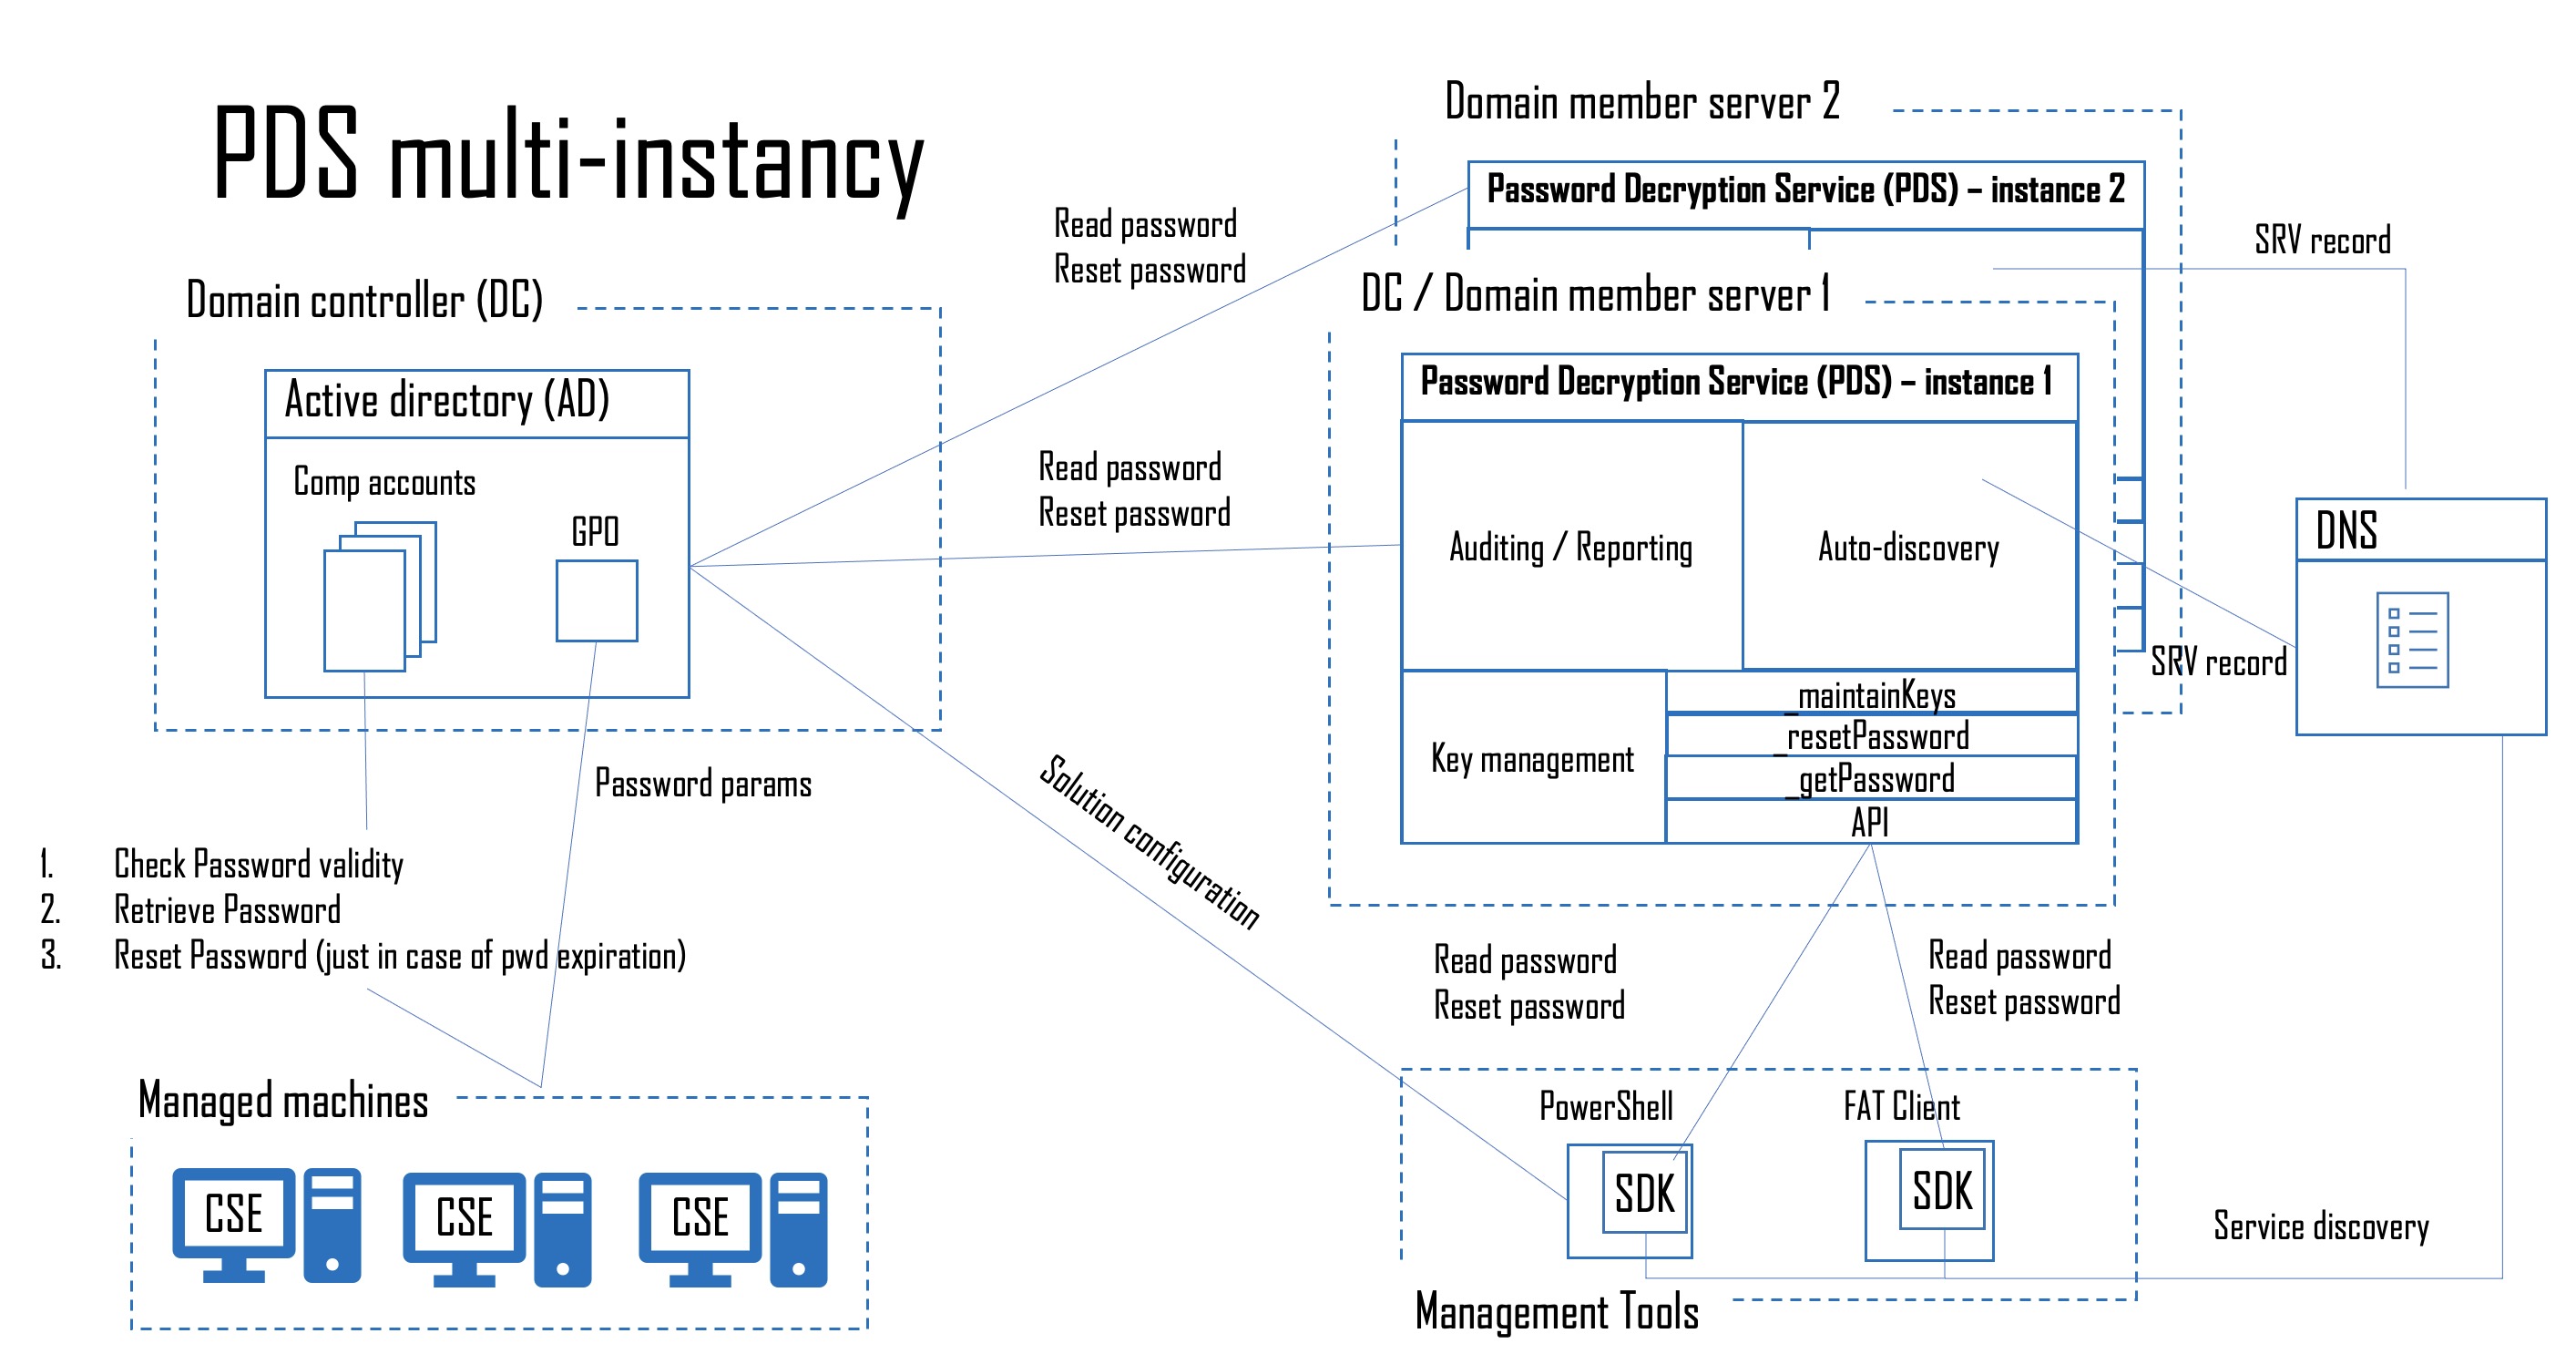 PDS multi-instancy
Domain member server 2
Password Decryption Service (PDS) – instance 2
Read password
Reset password
SRV record
Domain controller (DC)
DC / Domain member server 1
Active directory (AD)
Password Decryption Service (PDS) – instance 1
Comp accounts
GPO
Read password
Reset password
Auditing / Reporting
Auto-discovery
DNS
SRV record
_maintainKeys
_resetPassword
_getPassword
API
Key management
Password params
Solution configuration
1. Check Password validity
2. Retrieve Password
3. Reset Password (just in case of pwd expiration)
Read password
Reset password
Read password
Reset password
Managed machines
CSE
CSE
CSE
PowerShell
FAT Client
SDK
SDK
Service discovery
Management Tools